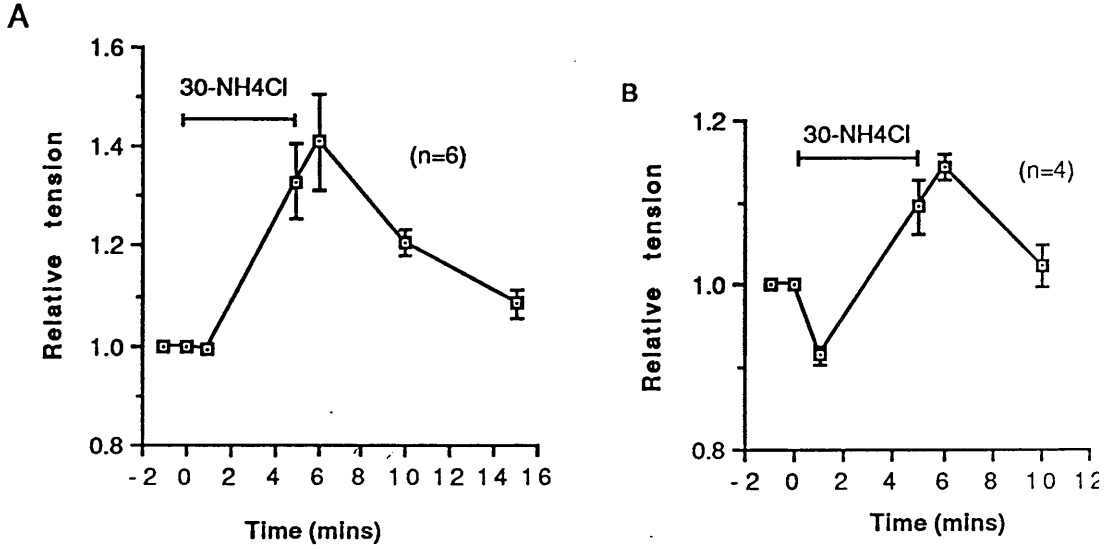 A
1.6
1.4
1.2
1.0
0.8
Relative tension
30-NH4Cl
(n=6)
-2 0 2 4 6 8 10 12 14 16
Time (mins)
B
1.2
1.0
0.8
Relative tension
30-NH4Cl
(n=4)
-2 0 2 4 6 8 10 12
Time (mins)